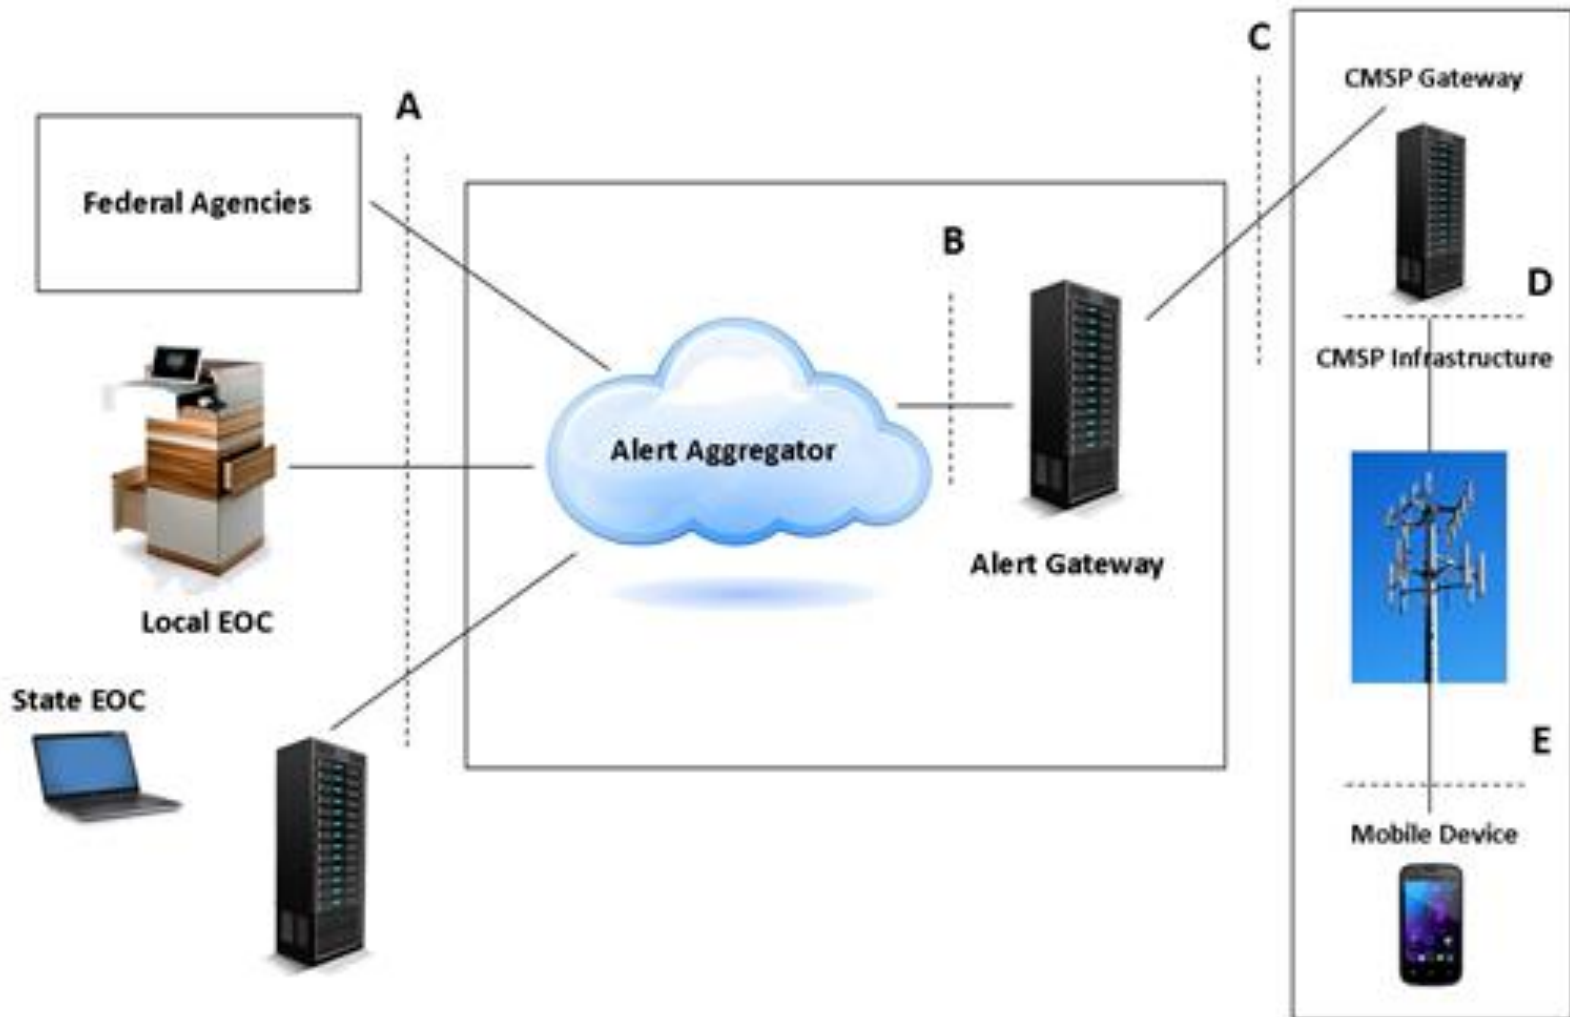 A
Federal Agencies
Local EOC
State EOC
Alert Aggregator
B
Alert Gateway
C
CMSP Gateway
D
CMSP Infrastructure
E
Mobile Device